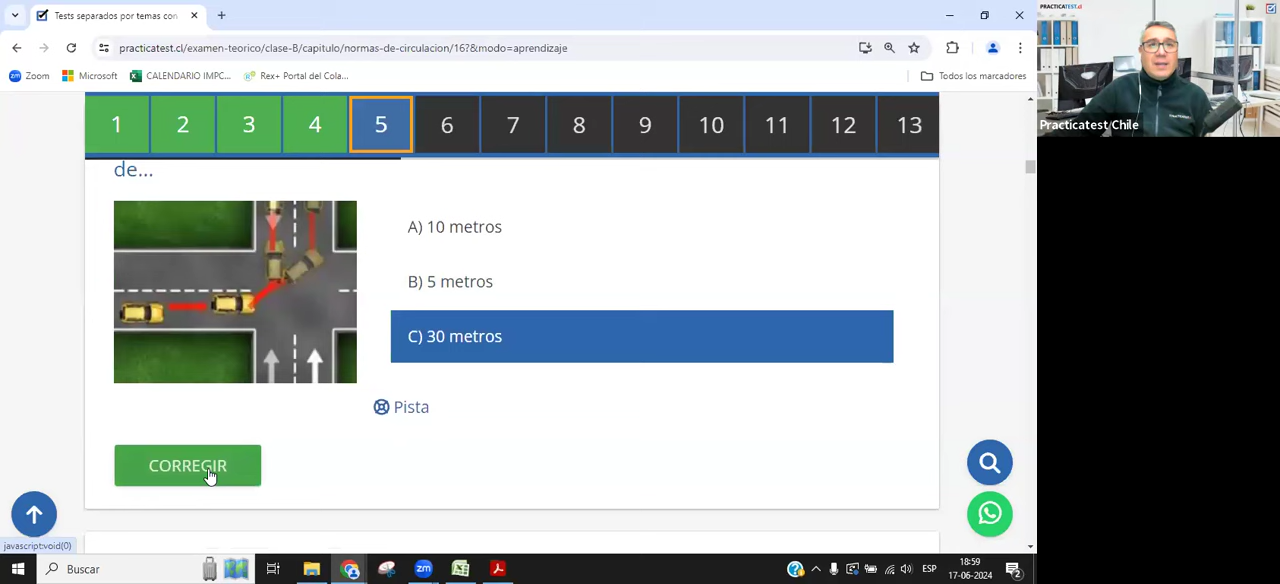 Tests separados por temas con
practicatest.cl/examen-teorico/clase-B/capitulo/normas-de-circulacion/16?&modo=aprendizaje
Zoom
Microsoft
CALENDARIO IMPC...
Rex+ Portal del Cola...
Todos los marcadores
PRACTICATEST.cl
Practicatest Chile
1 2 3 4 5 6 7 8 9 10 11 12 13
de...
A) 10 metros
B) 5 metros
C) 30 metros
Pista
CORREGIR
javascript:void(0)
Buscar
ESP
18:59
17-06-2024
2